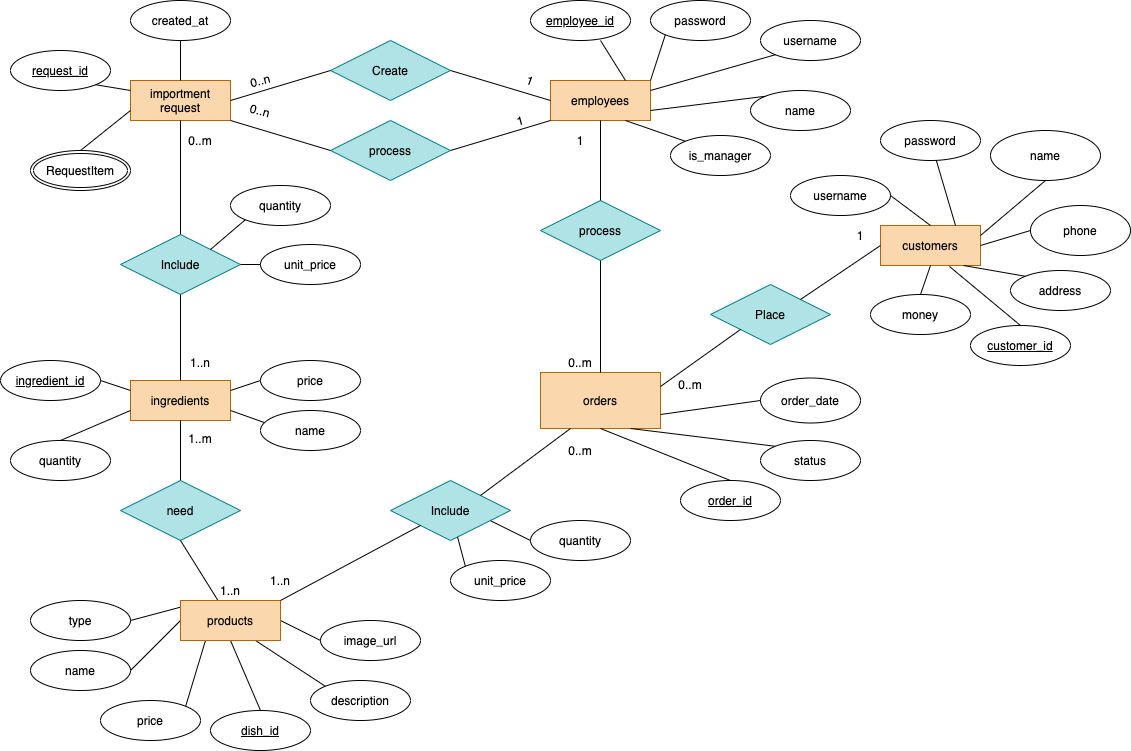 created_at
employee_id
password
username
request_id
importment
request
0..n
Create
1
employees
name
0..n
process
1
is_manager
RequestItem
0..m
1
password
name
username
quantity
process
1
customers
phone
Include
unit_price
address
Place
money
customer_id
1..n
0..m
0..m
ingredient_id
price
ingredients
orders
order_date
name
1..m
quantity
0..m
status
order_id
need
Include
quantity
1..n
unit_price
1..n
type
products
image_url
name
description
price
dish_id